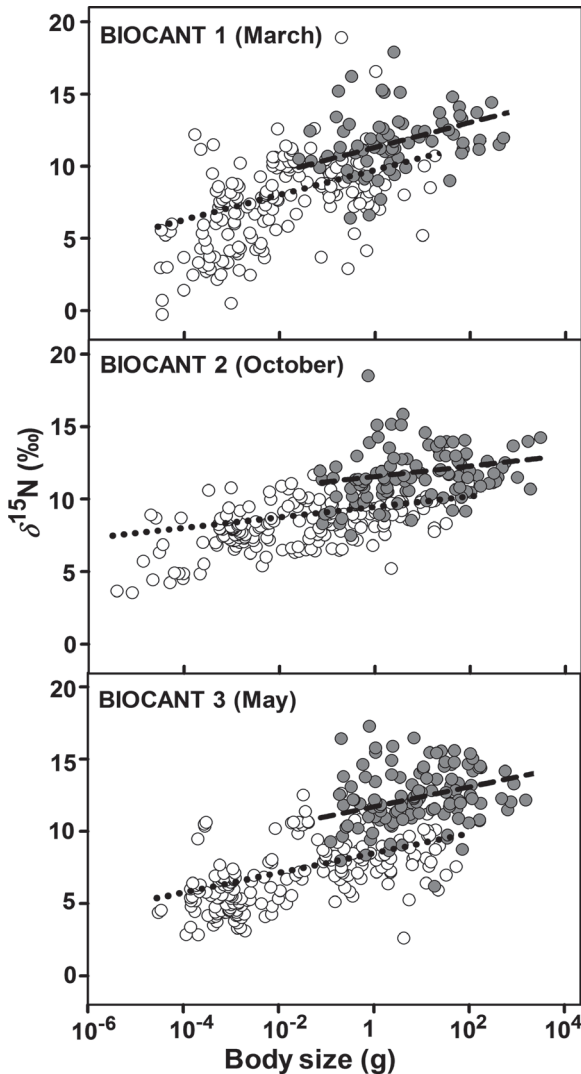 BIOCANT 1 (March)
20
15
10
5
0
BIOCANT 2 (October)
20
15
10
5
0
δ¹⁵N (‰)
BIOCANT 3 (May)
20
15
10
5
0
10⁻⁶ 10⁻⁴ 10⁻² 1 10² 10⁴
Body size (g)